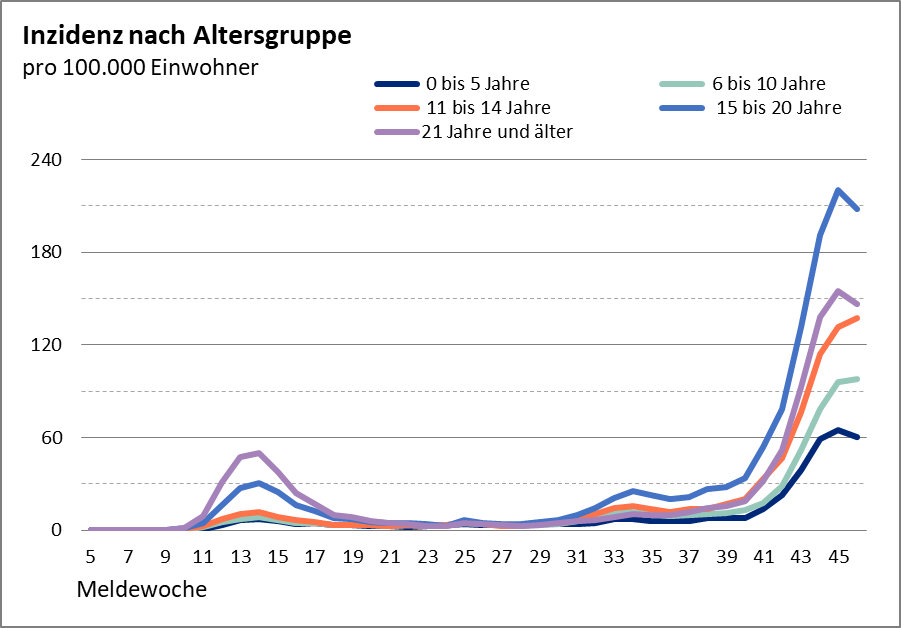 Inzidenz nach Altersgruppe
pro 100.000 Einwohner
0 bis 5 Jahre
6 bis 10 Jahre
11 bis 14 Jahre
15 bis 20 Jahre
21 Jahre und älter
240
180
120
60
0
5 7 9 11 13 15 17 19 21 23 25 27 29 31 33 35 37 39 41 43 45
Meldewoche